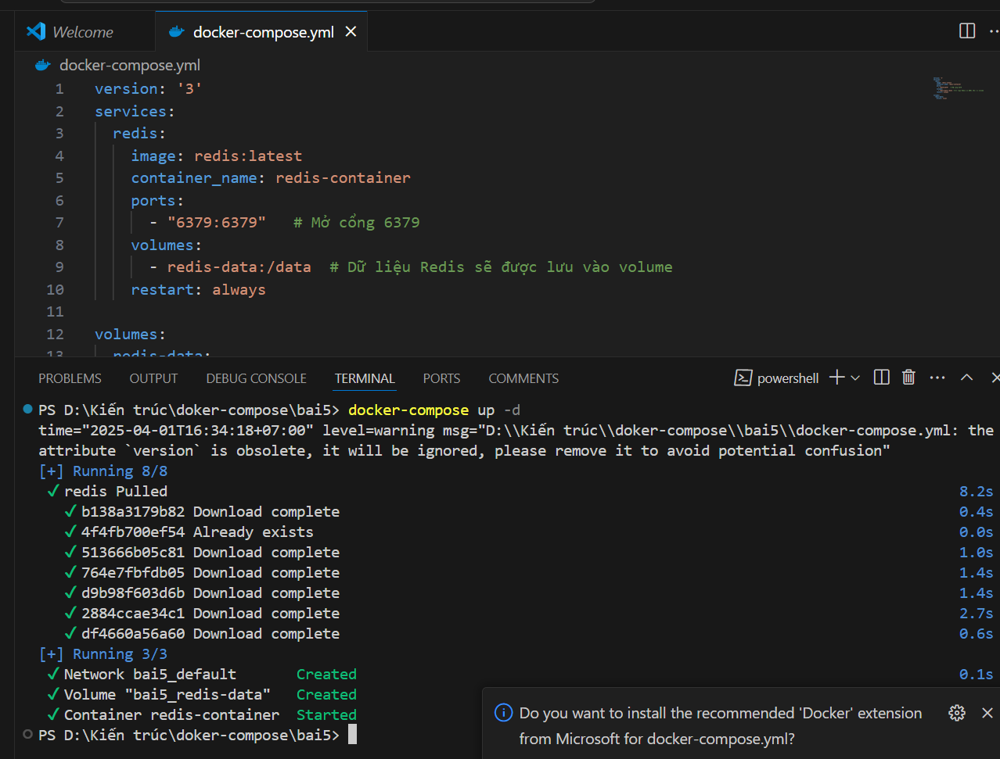 Welcome
docker-compose.yml
docker-compose.yml
1 version: '3'
2 services:
3 redis:
4 image: redis:latest
5 container_name: redis-container
6 ports:
7 - "6379:6379" # Mở cổng 6379
8 volumes:
9 - redis-data:/data # Dữ liệu Redis sẽ được lưu vào volume
10 restart: always
11
12 volumes:
13 redis-data:
PROBLEMS OUTPUT DEBUG CONSOLE TERMINAL PORTS COMMENTS powershell
PS D:\Kiến trúc\doker-compose\bai5> docker-compose up -d
time="2025-04-01T16:34:18+07:00" level=warning msg="D:\\Kiến trúc\\doker-compose\\bai5\\docker-compose.yml: the
attribute `version` is obsolete, it will be ignored, please remove it to avoid potential confusion"
[+] Running 8/8
✓ redis Pulled 8.2s
✓ b138a3179b82 Download complete 0.4s
✓ 4f4fb700ef54 Already exists 0.0s
✓ 513666b05c81 Download complete 1.0s
✓ 764e7fbfdb05 Download complete 1.4s
✓ d9b98f603d6b Download complete 1.4s
✓ 2884ccae34c1 Download complete 2.7s
✓ df4660a56a60 Download complete 0.6s
[+] Running 3/3
✓ Network bai5_default Created 0.1s
✓ Volume "bai5_redis-data" Created
✓ Container redis-container Started
PS D:\Kiến trúc\doker-compose\bai5>
Do you want to install the recommended 'Docker' extension
from Microsoft for docker-compose.yml?